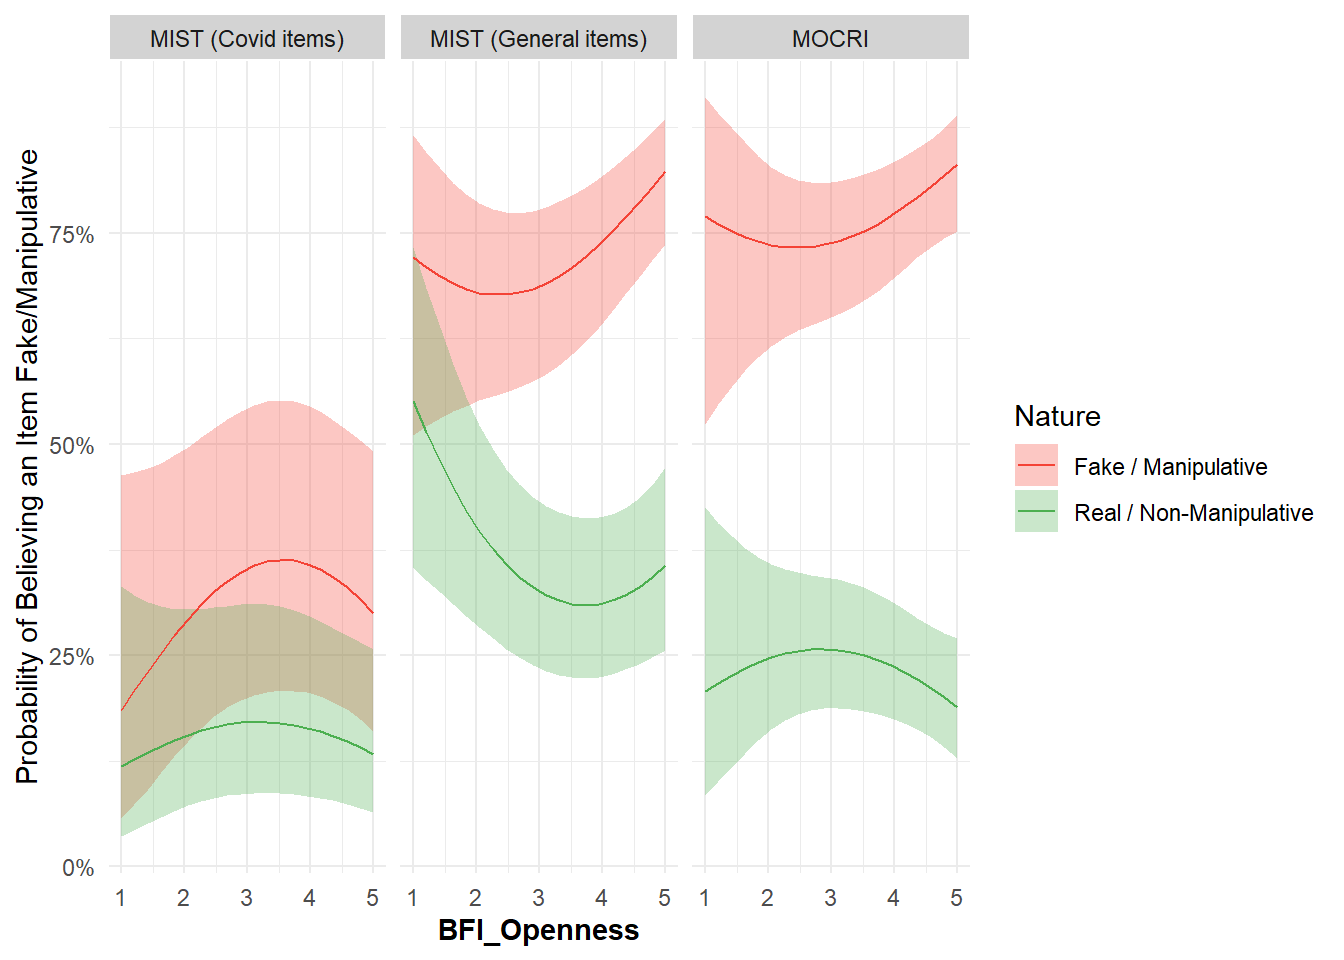 MIST (Covid items)
MIST (General items)
MOCRI
Probability of Believing an Item Fake/Manipulative
75%
50%
25%
0%
1 2 3 4 5
1 2 3 4 5
1 2 3 4 5
BFI_Openness
Nature
Fake / Manipulative
Real / Non-Manipulative